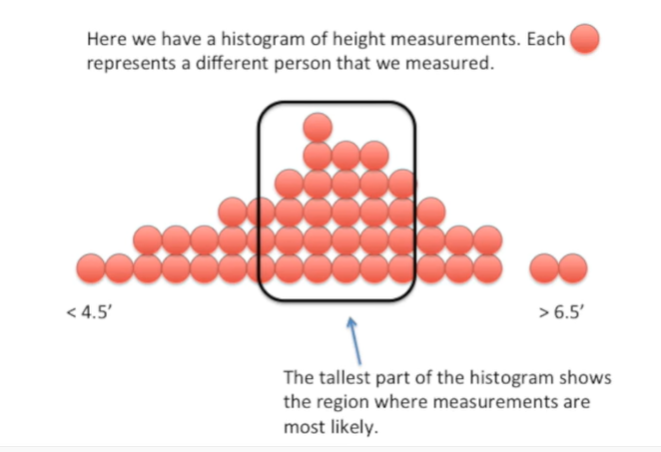 Here we have a histogram of height measurements. Each
represents a different person that we measured.
< 4.5′
> 6.5′
The tallest part of the histogram shows
the region where measurements are
most likely.